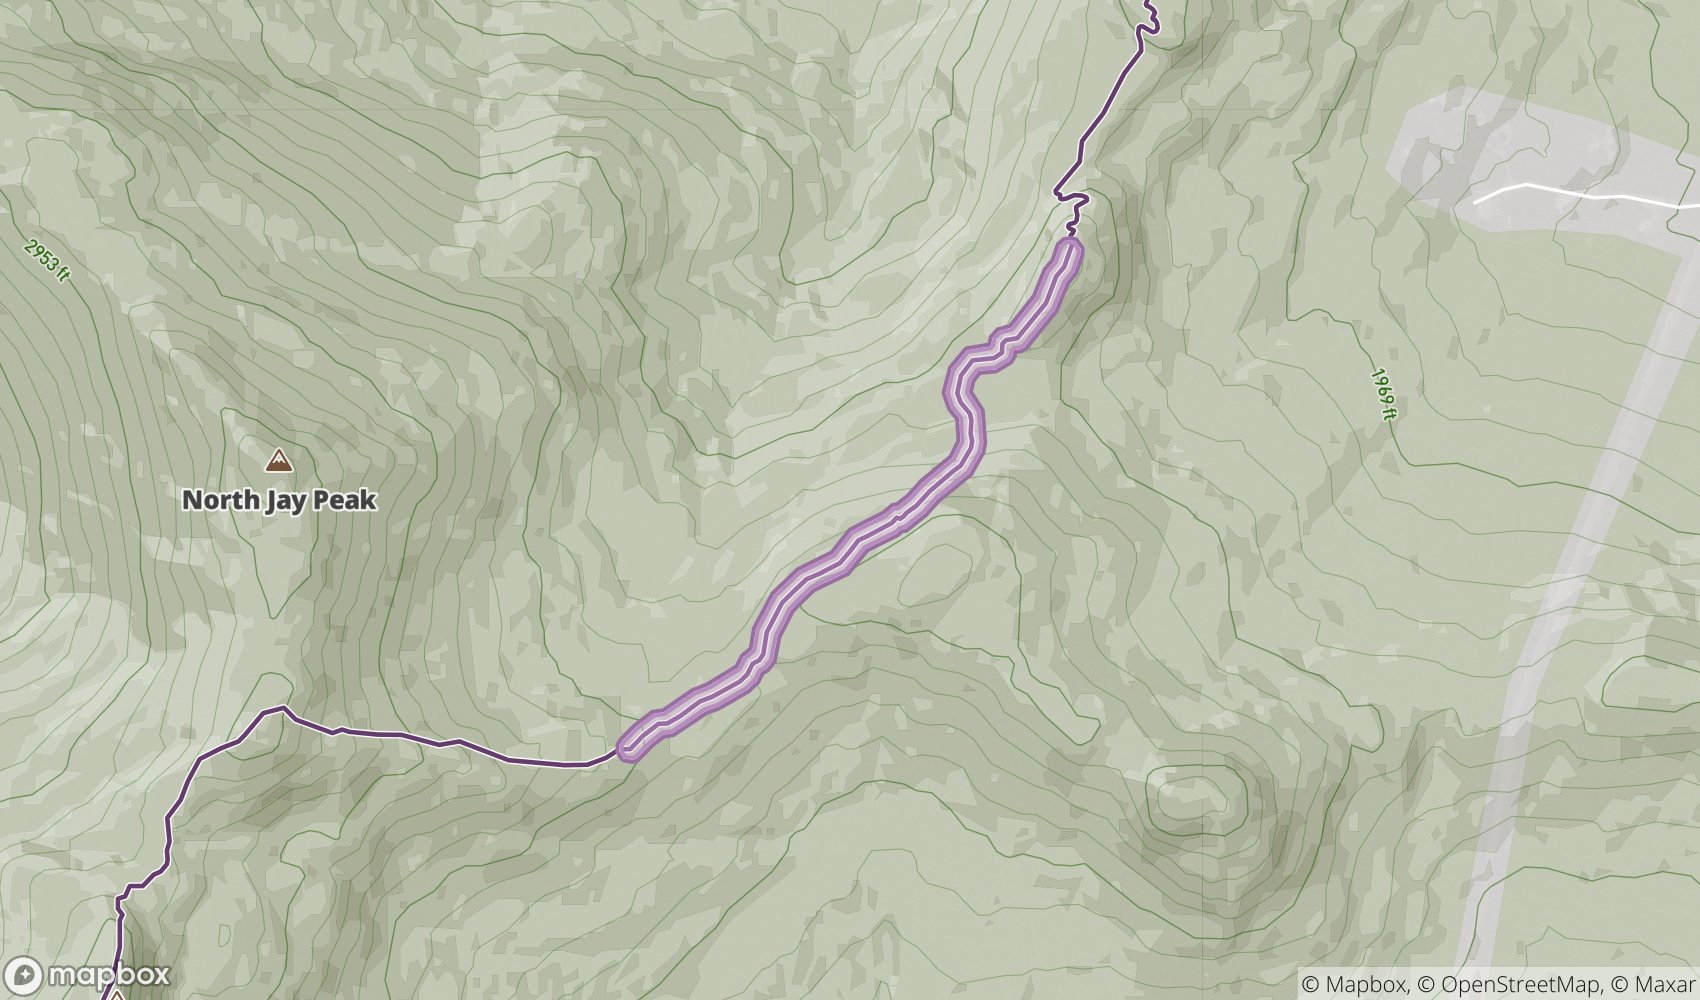 2953 ft
1969 ft
North Jay Peak
mapbox
© Mapbox, © OpenStreetMap, © Maxar